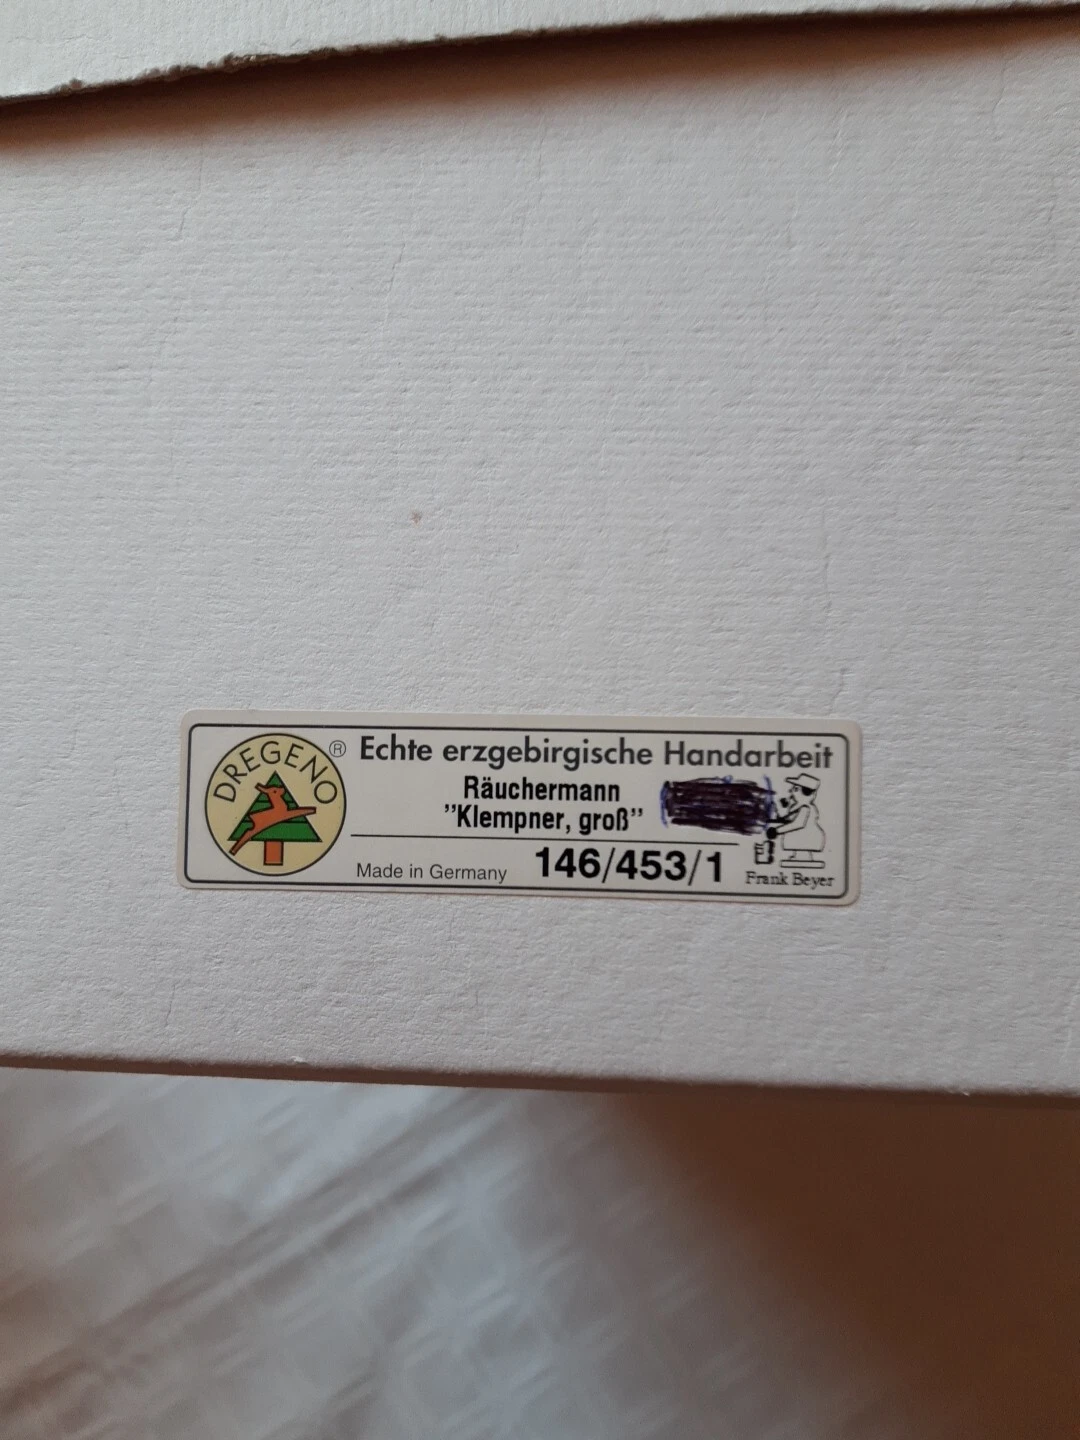 DREGENO ®
Echte erzgebirgische Handarbeit
Räuchermann
"Klempner, groß"
Made in Germany 146/453/1
Frank Beyer